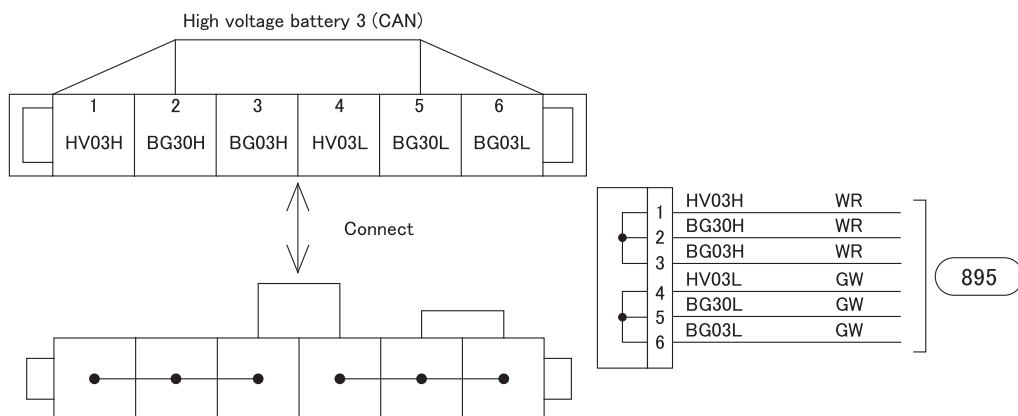 High voltage battery 3 (CAN)
1 2 3 4 5 6
HV03H BG30H BG03H HV03L BG30L BG03L
Connect
1 HV03H WR
2 BG30H WR
3 BG03H WR
4 HV03L GW
5 BG30L GW
6 BG03L GW
895